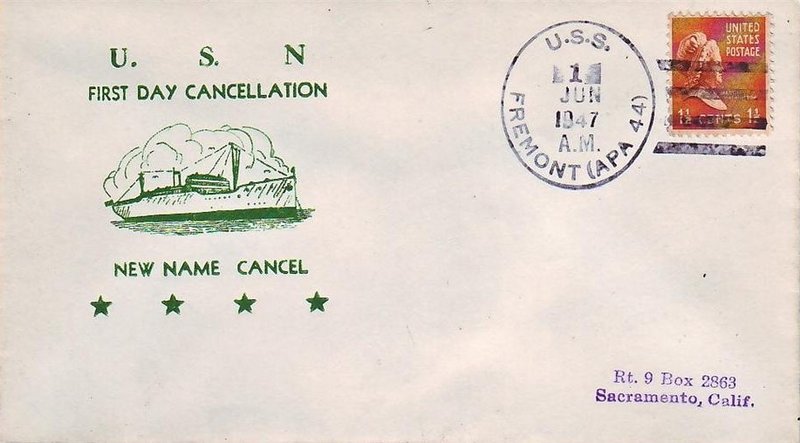 U. S. N
FIRST DAY CANCELLATION
NEW NAME CANCEL
U.S.S.
1
JUN
1947
A.M.
FREMONT (APA 44)
UNITED
STATES
POSTAGE
1½ CENTS 1½
Rt. 9 Box 2863
Sacramento, Calif.